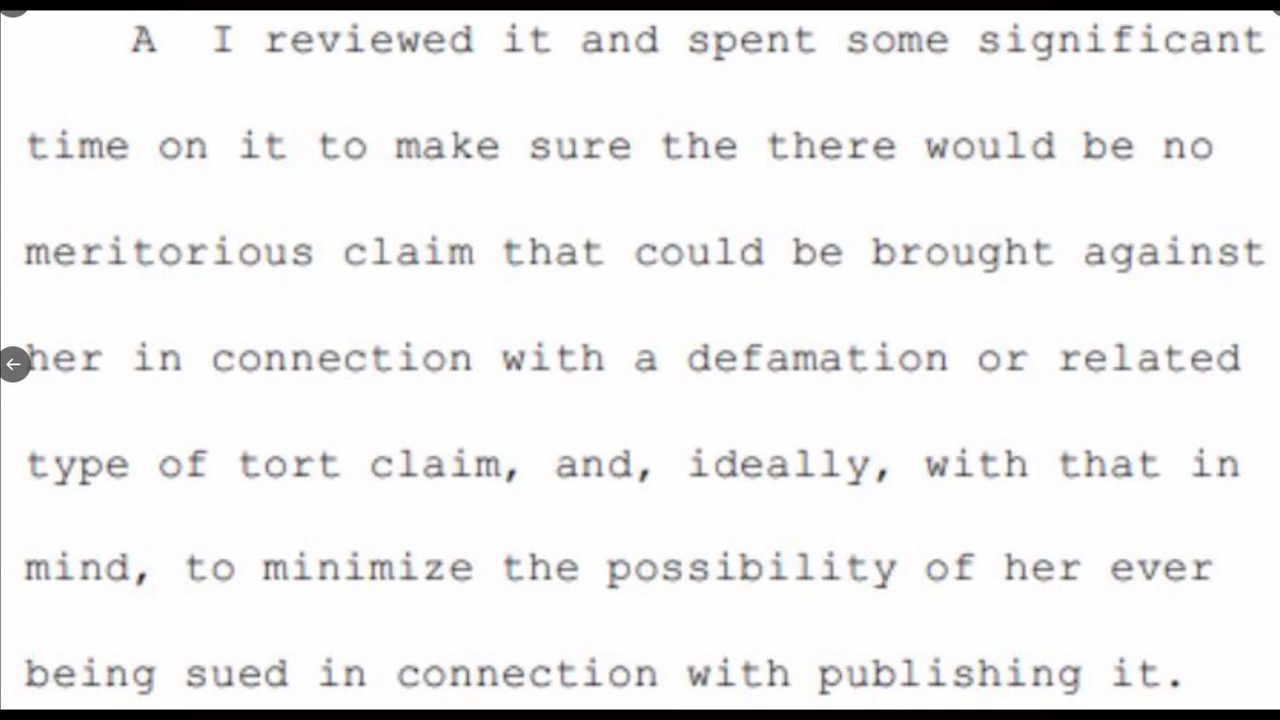 A I reviewed it and spent some significant
time on it to make sure the there would be no
meritorious claim that could be brought against
her in connection with a defamation or related
type of tort claim, and, ideally, with that in
mind, to minimize the possibility of her ever
being sued in connection with publishing it.